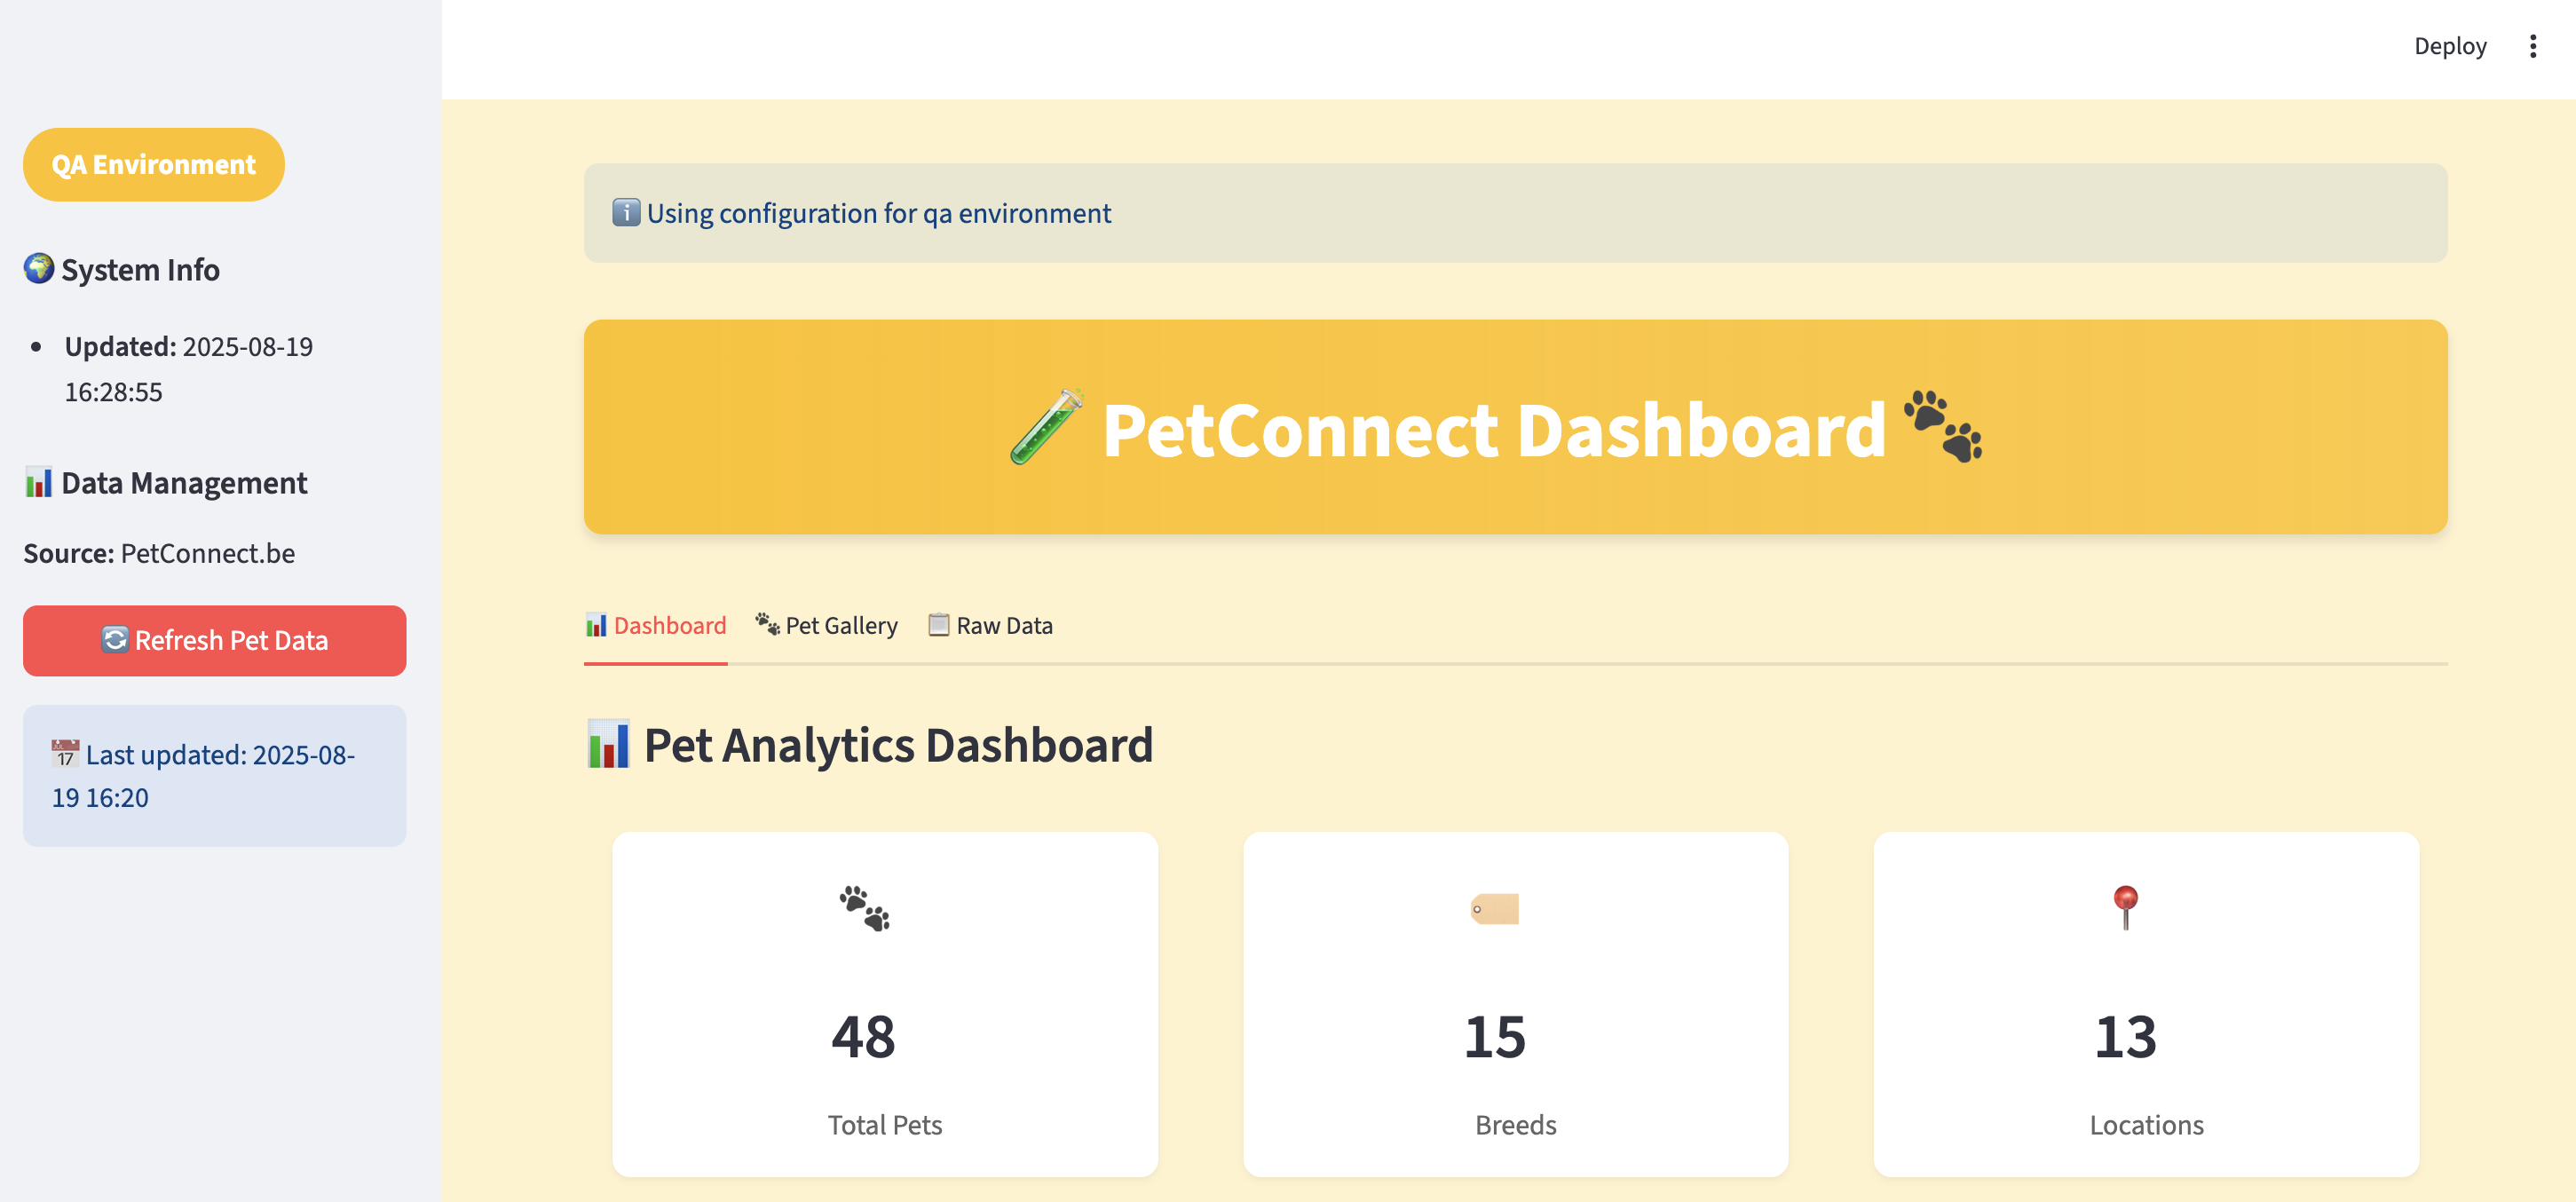 Deploy
QA Environment
System Info
Updated: 2025-08-19
16:28:55
Data Management
Source: PetConnect.be
Refresh Pet Data
17 Last updated: 2025-08-
19 16:20
Using configuration for qa environment
PetConnect Dashboard
Dashboard Pet Gallery Raw Data
Pet Analytics Dashboard
48
Total Pets
15
Breeds
13
Locations